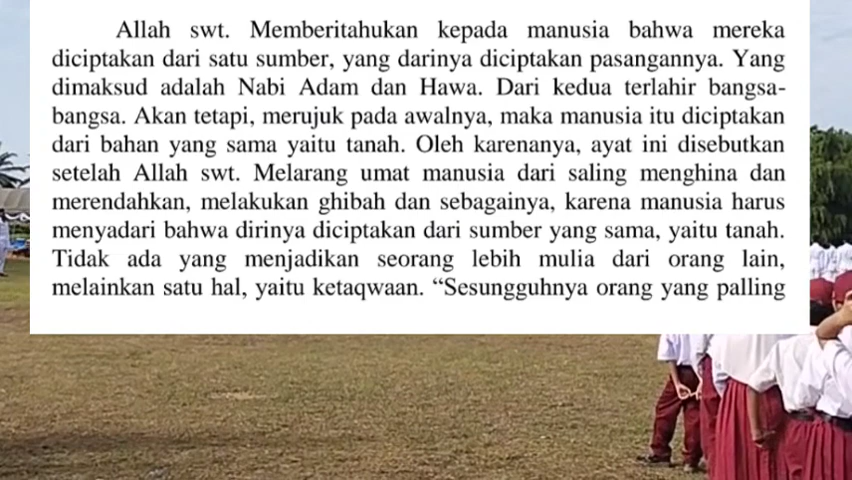 Allah swt. Memberitahukan kepada manusia bahwa mereka
diciptakan dari satu sumber, yang darinya diciptakan pasangannya. Yang
dimaksud adalah Nabi Adam dan Hawa. Dari kedua terlahir bangsa-
bangsa. Akan tetapi, merujuk pada awalnya, maka manusia itu diciptakan
dari bahan yang sama yaitu tanah. Oleh karenanya, ayat ini disebutkan
setelah Allah swt. Melarang umat manusia dari saling menghina dan
merendahkan, melakukan ghibah dan sebagainya, karena manusia harus
menyadari bahwa dirinya diciptakan dari sumber yang sama, yaitu tanah.
Tidak ada yang menjadikan seorang lebih mulia dari orang lain,
melainkan satu hal, yaitu ketaqwaan. “Sesungguhnya orang yang palling